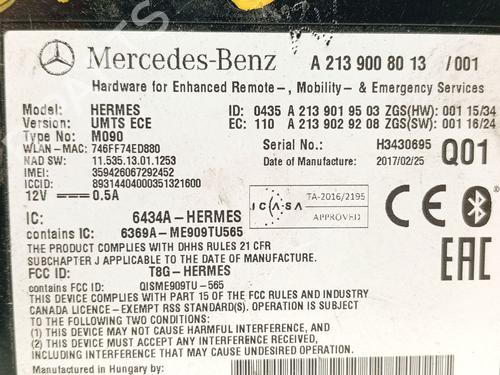 Mercedes-Benz A 213 900 80 13 /001
Hardware for Enhanced Remote-, Mobility- & Emergency Services
Model: HERMES ID: 0435 A 213 901 95 03 ZGS(HW): 001 15/34
Version: UMTS ECE EC: 110 A 213 902 92 08 ZGS(SW): 001 16/24
Type No: M090
WLAN-MAC: 746FF74ED880 Serial No.: H3430695 Q01
NAD SW: 11.535.13.01.1253 Date of Manufacture: 2017/02/25
IMEI: 359426067292452
ICCID: 89314404000351321600
12V 0.5A
ICASA TA-2016/2195 APPROVED
CE
IC: 6434A-HERMES
contains IC: 6369A-ME909TU565
THE PRODUCT COMPLIES WITH DHHS RULES 21 CFR
SUBCHAPTER J APPLICABLE TO THE DATE OF MANUFACTURE.
EAC
FCC ID: T8G-HERMES
contains FCC ID: QISME909TU-565
THIS DEVICE COMPLIES WITH PART 15 OF THE FCC RULES AND INDUSTRY
CANADA LICENCE-EXEMPT RSS STANDARD(S). OPERATION IS SUBJECT
TO THE FOLLOWING TWO CONDITIONS:
(1) THIS DEVICE MAY NOT CAUSE HARMFUL INTERFERENCE, AND
(2) THIS DEVICE MUST ACCEPT ANY INTERFERENCE RECEIVED,
INCLUDING INTERFERENCE THAT MAY CAUSE UNDESIRED OPERATION.
Manufactured in Hungary by: